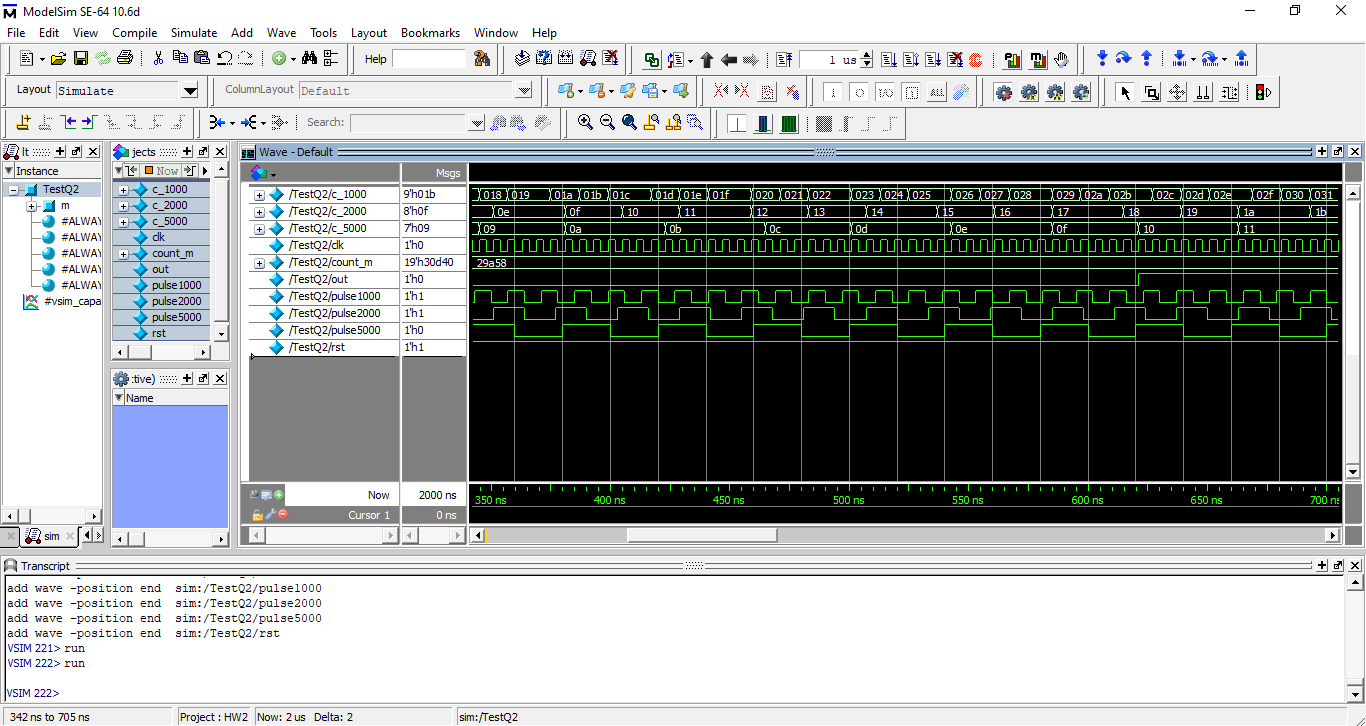 ModelSim SE-64 10.6d
File Edit View Compile Simulate Add Wave Tools Layout Bookmarks Window Help
Help 1 us
Layout Simulate ColumnLayout Default
Search:
Instance
TestQ2
m
#ALWAY
#ALWAY
#ALWAY
#ALWAY
#ALWAY
#vsim_capa
sim
jects
Now
c_1000
c_2000
c_5000
clk
count_m
out
pulse1000
pulse2000
pulse5000
rst
:tive)
Name
Wave - Default
Msgs
/TestQ2/c_1000 9'h01b 018 019 01a 01b 01c 01d 01e 01f 020 021 022 023 024 025 026 027 028 029 02a 02b 02c 02d 02e 02f 030 031
/TestQ2/c_2000 8'h0f 0e 0f 10 11 12 13 14 15 16 17 18 19 1a 1b
/TestQ2/c_5000 7'h09 09 0a 0b 0c 0d 0e 0f 10 11
/TestQ2/clk 1'h0
/TestQ2/count_m 19'h30d40 29a58
/TestQ2/out 1'h0
/TestQ2/pulse1000 1'h1
/TestQ2/pulse2000 1'h1
/TestQ2/pulse5000 1'h0
/TestQ2/rst 1'h1
Now 2000 ns 350 ns 400 ns 450 ns 500 ns 550 ns 600 ns 650 ns 700 ns
Cursor 1 0 ns
Transcript
add wave -position end sim:/TestQ2/pulse1000
add wave -position end sim:/TestQ2/pulse2000
add wave -position end sim:/TestQ2/pulse5000
add wave -position end sim:/TestQ2/rst
VSIM 221> run
VSIM 222> run
VSIM 222>
342 ns to 705 ns Project : HW2 Now: 2 us Delta: 2 sim:/TestQ2